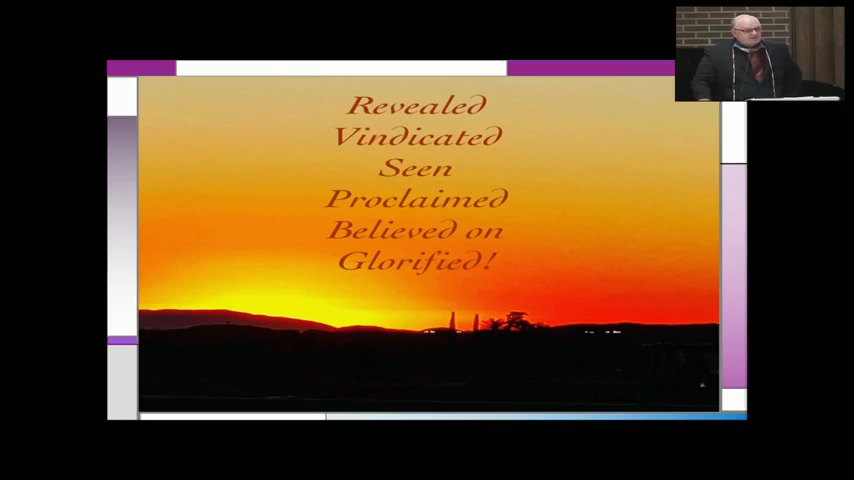 Revealed
Vindicated
Seen
Proclaimed
Believed on
Glorified!